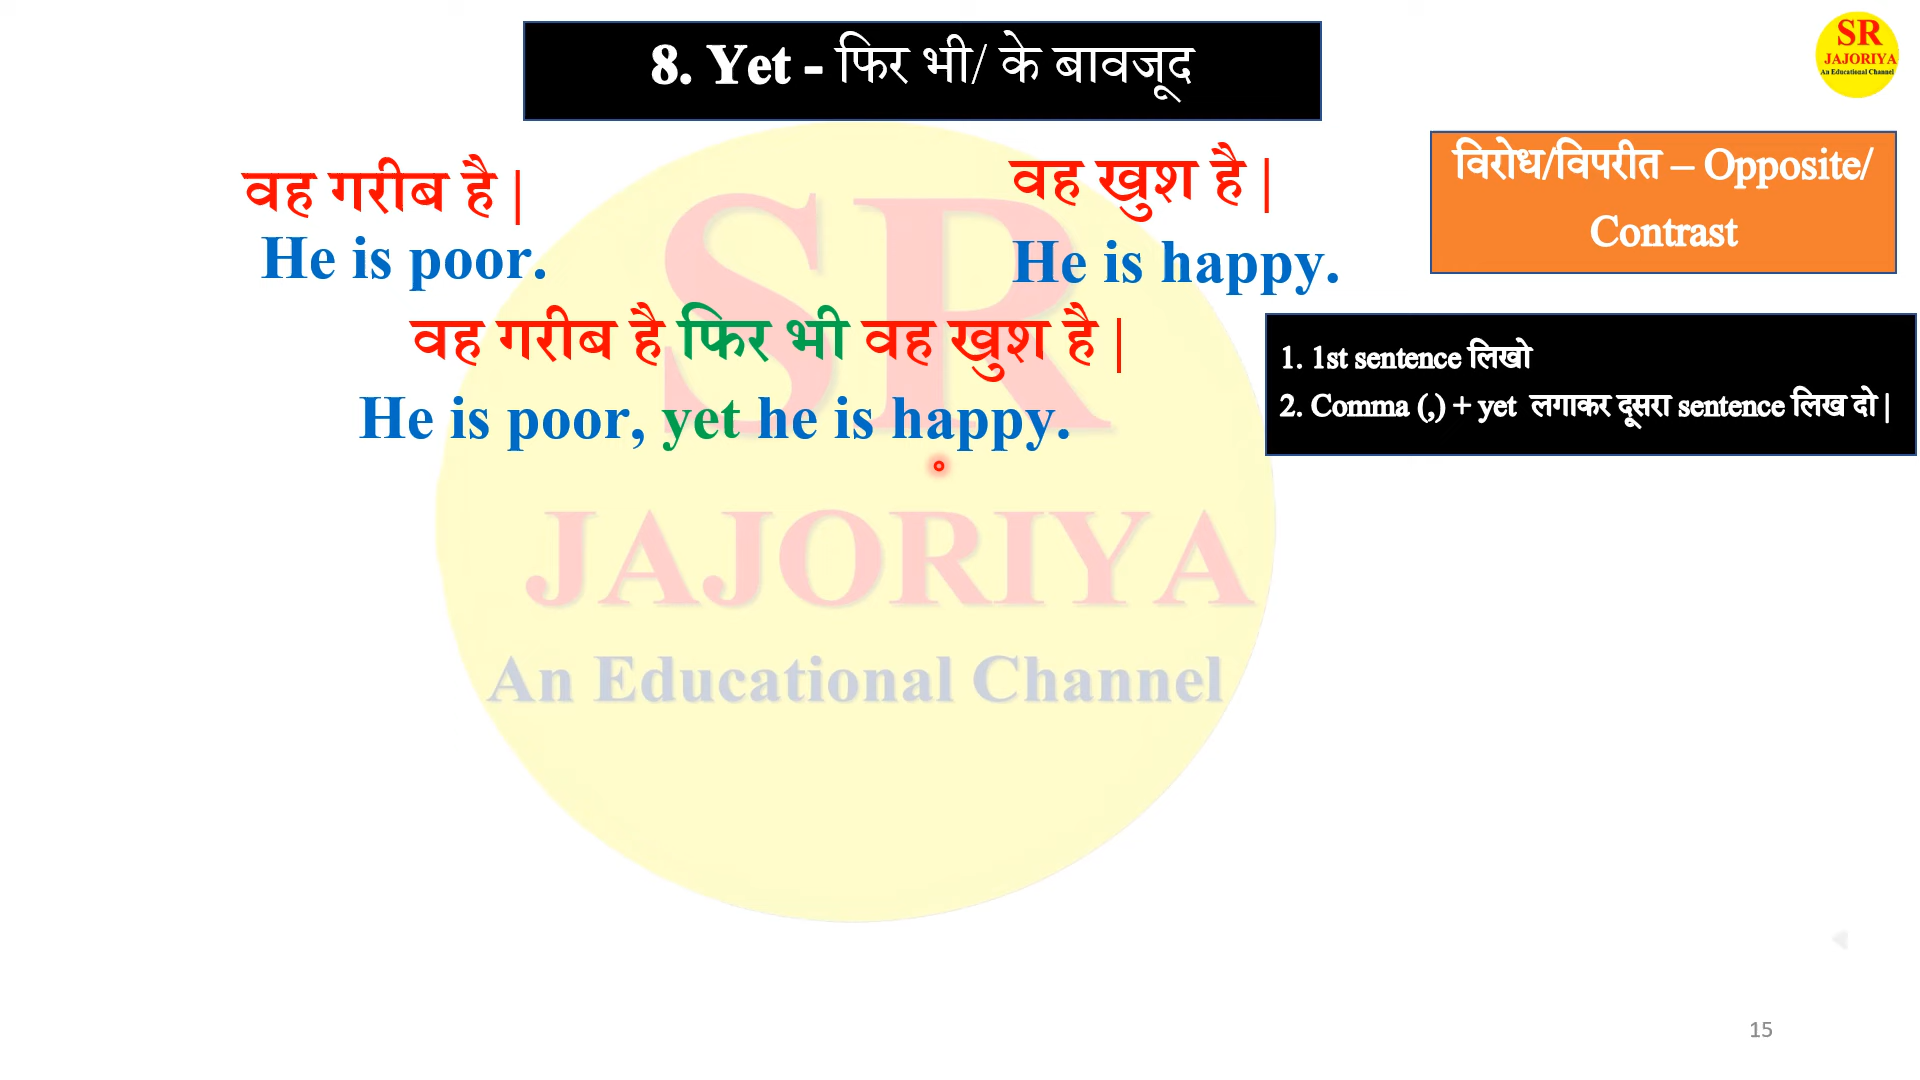 8. Yet - फिर भी/ के बावजूद
SR
JAJORIYA
An Educational Channel
विरोध/विपरीत – Opposite/
Contrast
वह गरीब है |
वह खुश है |
He is poor.
He is happy.
वह गरीब है फिर भी वह खुश है |
He is poor, yet he is happy.
1. 1st sentence लिखो
2. Comma (,) + yet लगाकर दूसरा sentence लिख दो |
SR
JAJORIYA
An Educational Channel
15